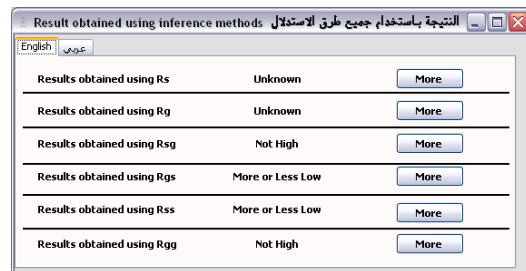 Result obtained using inference methods النتيجة باستخدام جميع طرق الاستدلال
English عربي
Results obtained using Rs Unknown More
Results obtained using Rg Unknown More
Results obtained using Rsg Not High More
Results obtained using Rgs More or Less Low More
Results obtained using Rss More or Less Low More
Results obtained using Rgg Not High More